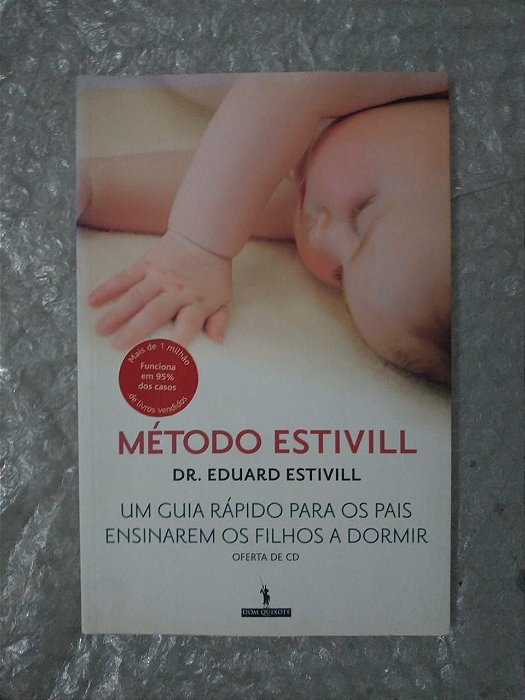 Mais de 1 milhão
Funciona
em 95%
dos casos
de livros vendidos
MÉTODO ESTIVILL
DR. EDUARD ESTIVILL
UM GUIA RÁPIDO PARA OS PAIS
ENSINAREM OS FILHOS A DORMIR
OFERTA DE CD
DOM QUIXOTE